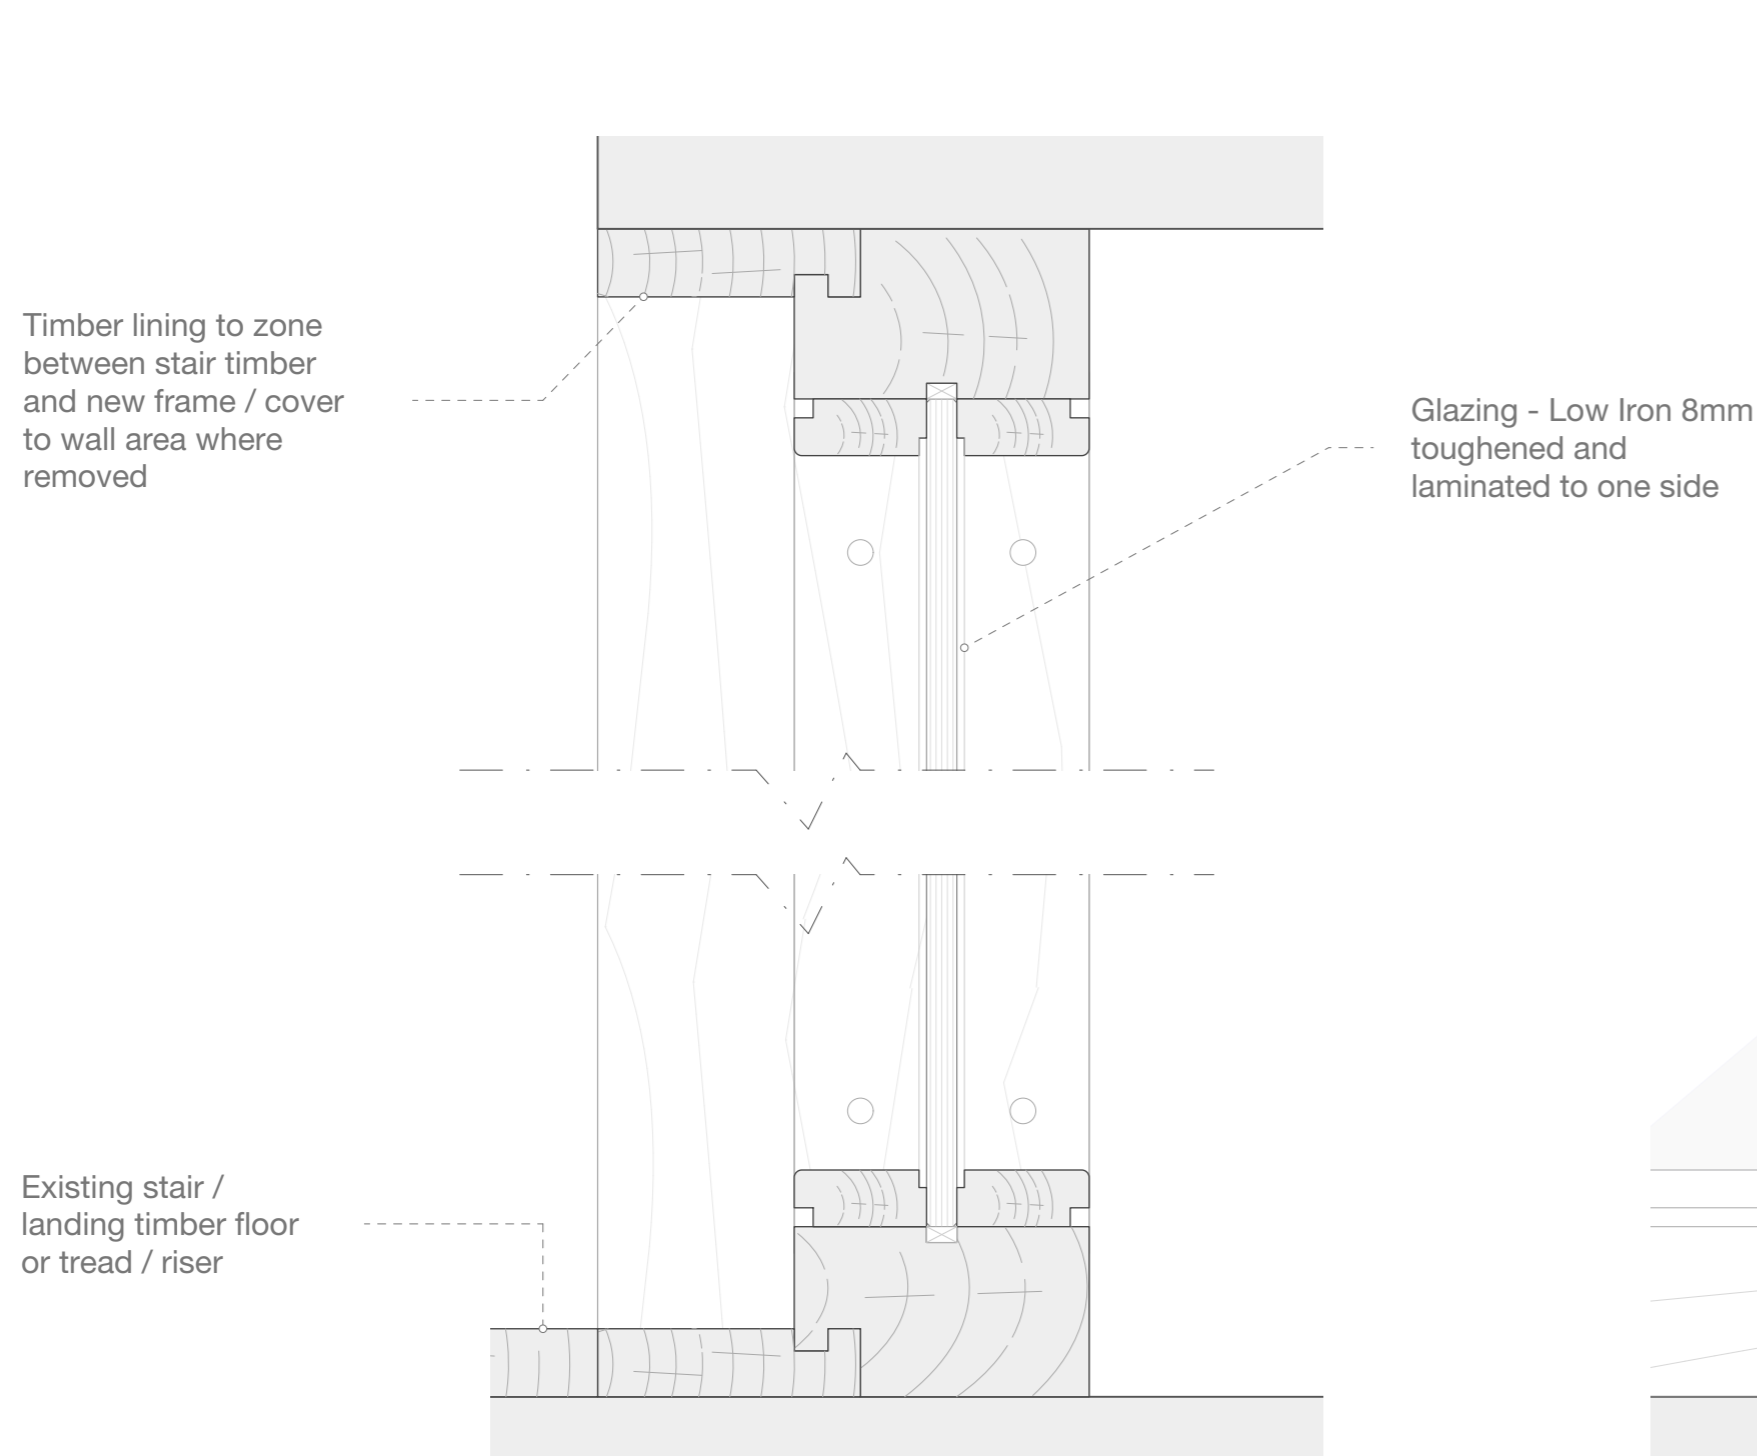 Timber lining to zone
between stair timber
and new frame / cover
to wall area where
removed
Glazing - Low Iron 8mm
toughened and
laminated to one side
Existing stair /
landing timber floor
or tread / riser